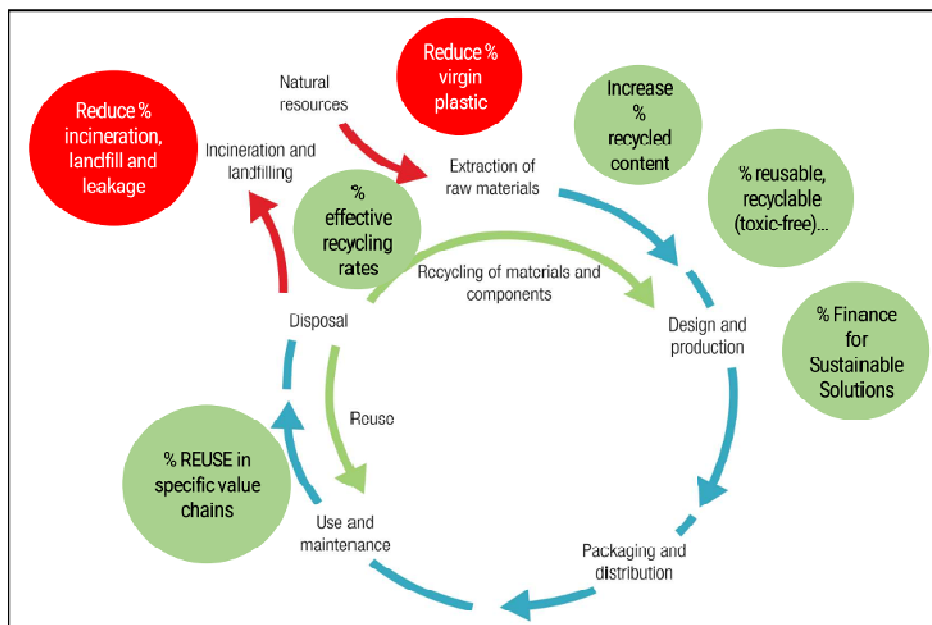 Reduce %
virgin
plastic
Natural
resources
Increase
%
recycled
content
Reduce %
incineration,
landfill and
leakage
Incineration and
landfilling
Extraction of
raw materials
% reusable,
recyclable
(toxic-free)...
%
effective
recycling
rates
Recycling of materials and
components
Disposal
Design and
production
% Finance
for
Sustainable
Solutions
Reuse
% REUSE in
specific value
chains
Use and
maintenance
Packaging and
distribution